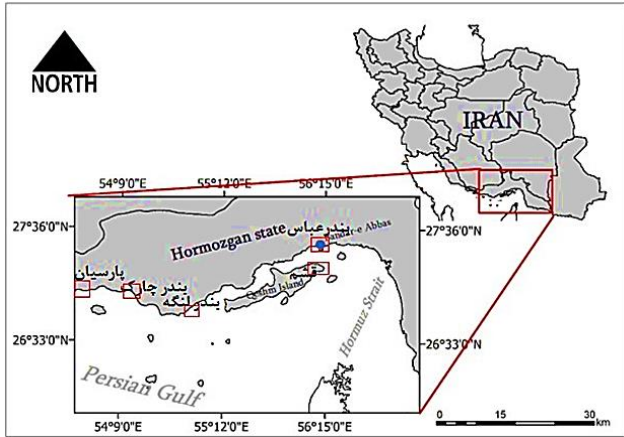 NORTH
IRAN
54°9'0"E 55°12'0"E 56°15'0"E
27°36'0"N
27°36'0"N
Hormozgan state
بندرعباس
Bandar-e Abbas
پارسیان
بندر چارک
بندر لنگه
قشم
Qeshm Island
Hormuz Strait
26°33'0"N
26°33'0"N
Persian Gulf
54°9'0"E 55°12'0"E 56°15'0"E
0 15 30
km